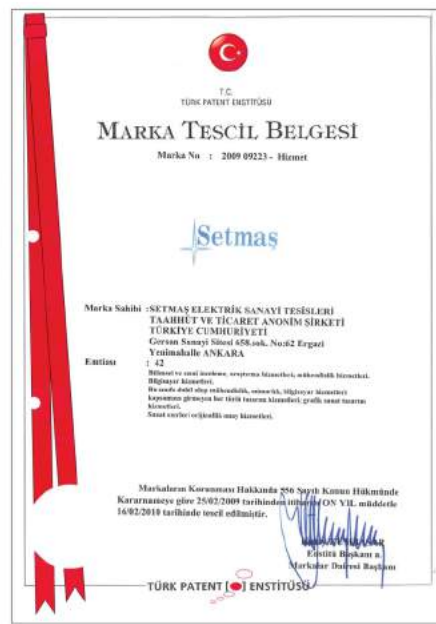 T.C.
TÜRK PATENT ENSTİTÜSÜ
MARKA TESCİL BELGESİ
Marka No : 2009 09223 - Hizmet
Setmaş
Marka Sahibi :SETMAŞ ELEKTRİK SANAYİ TESİSLERİ
TAAHHÜT VE TİCARET ANONİM ŞİRKETİ
TÜRKİYE CUMHURİYETİ
Gersan Sanayi Sitesi 658.sok. No:62 Ergazi
Yenimahalle ANKARA
Emtiası : 42
Bilimsel ve sınai inceleme, araştırma hizmetleri, mühendislik hizmetleri.
Bilgisayar hizmetleri.
Bu sınıfa dahil olup mühendislik, mimarlık, bilgisayar hizmetleri
kapsamına girmeyen her türlü tasarım hizmetleri; grafik sanat tasarım
hizmetleri.
Sanat eserleri orijinallik onay hizmetleri.
Markaların Korunması Hakkında 556 Sayılı Kanun Hükmünde
Kararnameye göre 25/02/2009 tarihinden itibaren ON YIL müddetle
16/02/2010 tarihinde tescil edilmiştir.
Enstitü Başkanı a.
Markalar Dairesi Başkanı
TÜRK PATENT ENSTİTÜSÜ